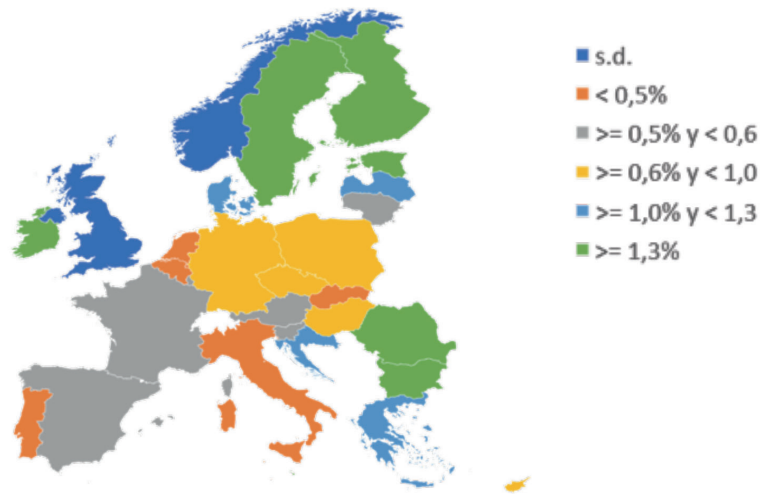 s.d.
< 0,5%
>= 0,5% y < 0,6
>= 0,6% y < 1,0
>= 1,0% y < 1,3
>= 1,3%